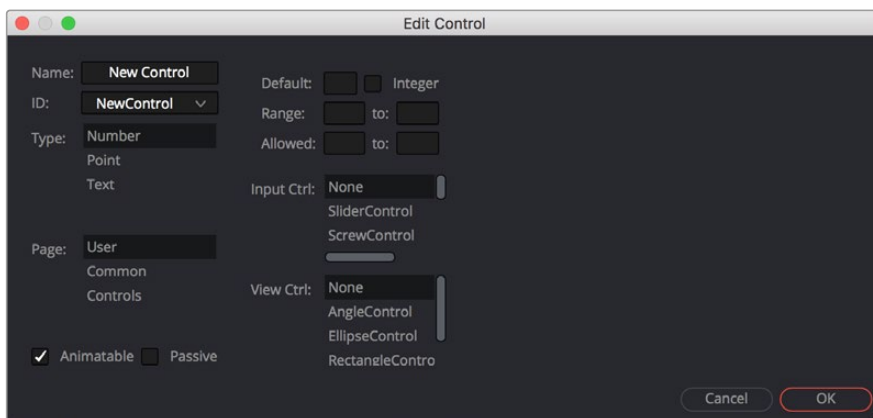 Edit Control
Name: New Control
ID: NewControl
Type: Number
Point
Text
Page: User
Common
Controls
Animatable Passive
Default: Integer
Range: to:
Allowed: to:
Input Ctrl: None
SliderControl
ScrewControl
View Ctrl: None
AngleControl
EllipseControl
RectangleContro
Cancel OK